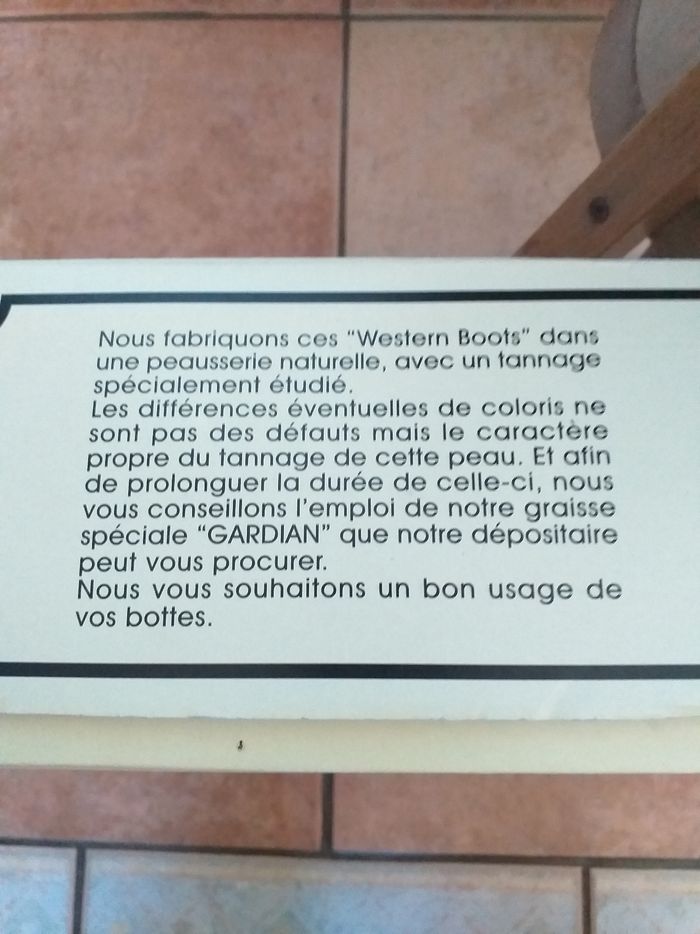 Nous fabriquons ces "Western Boots" dans
une peausserie naturelle, avec un tannage
spécialement étudié.
Les différences éventuelles de coloris ne
sont pas des défauts mais le caractère
propre du tannage de cette peau. Et afin
de prolonguer la durée de celle-ci, nous
vous conseillons l'emploi de notre graisse
spéciale "GARDIAN" que notre dépositaire
peut vous procurer.
Nous vous souhaitons un bon usage de
vos bottes.